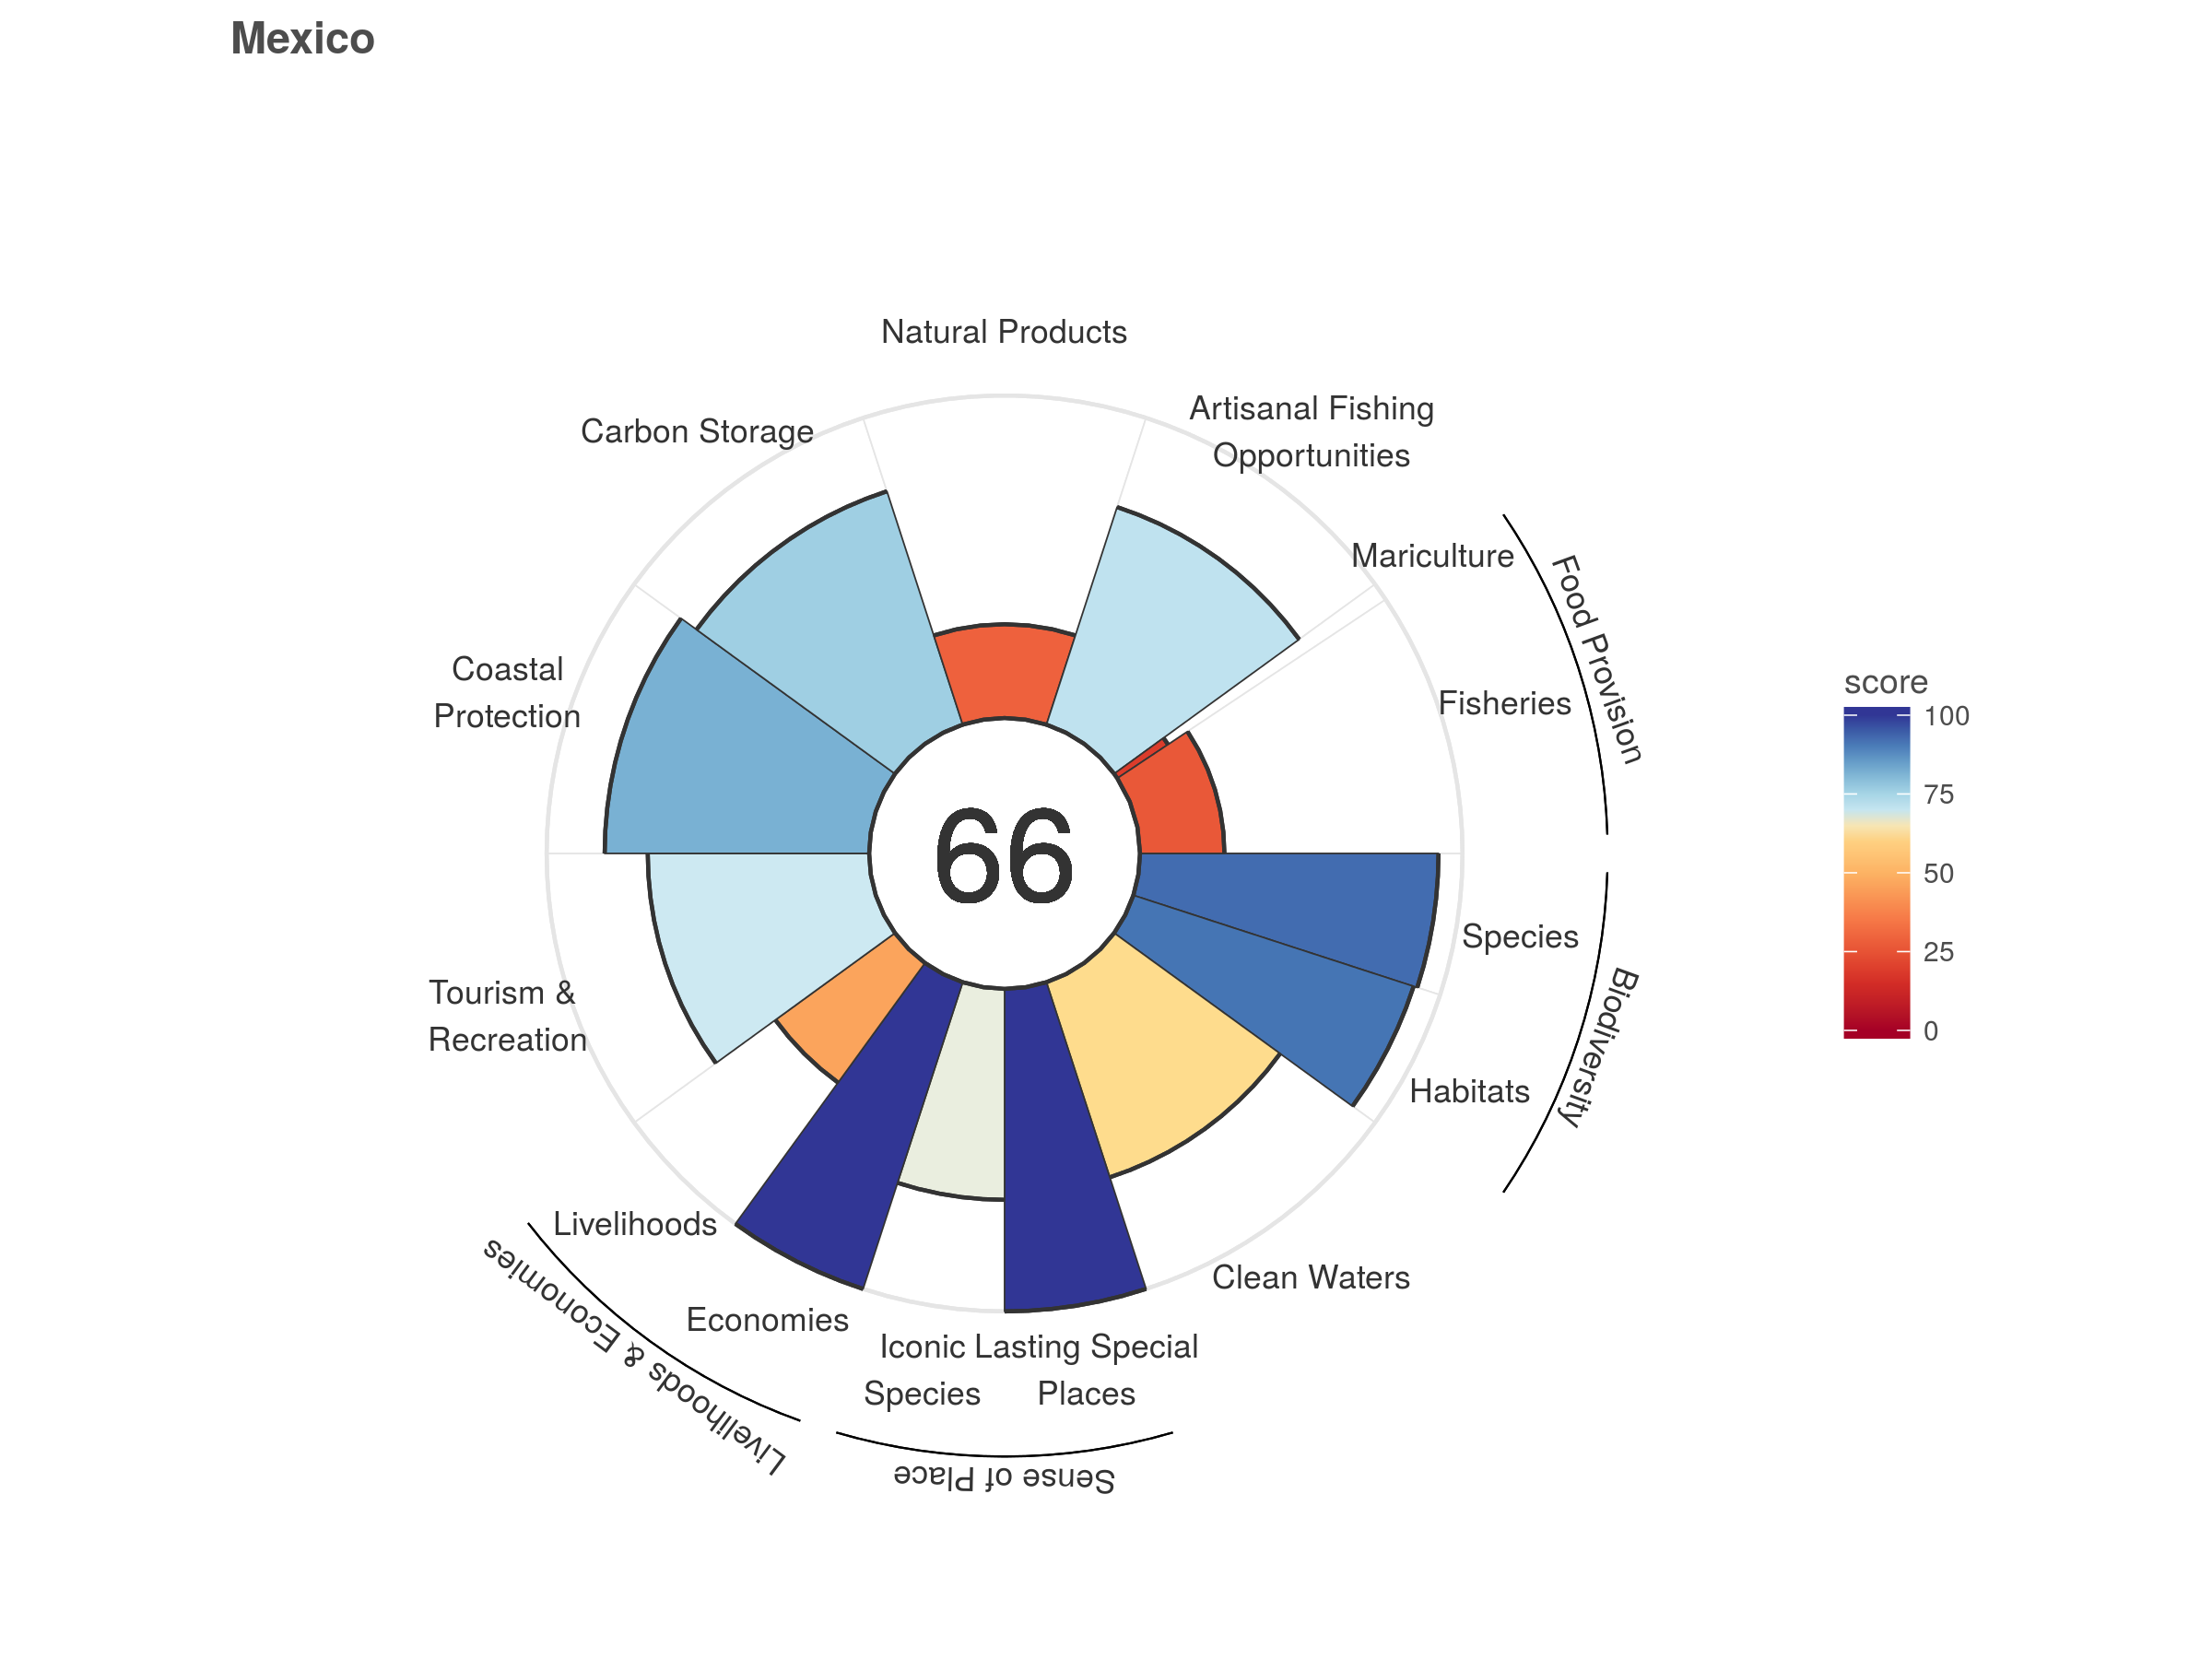 Mexico
Natural Products
Artisanal Fishing
Opportunities
Carbon Storage
Mariculture
Food Provision
Fisheries
Coastal
Protection
score
100
75
50
25
0
66
Species
Biodiversity
Habitats
Tourism &
Recreation
Livelihoods
Economies
Livelihoods & Economies
Clean Waters
Iconic
Species
Lasting Special
Places
Sense of Place